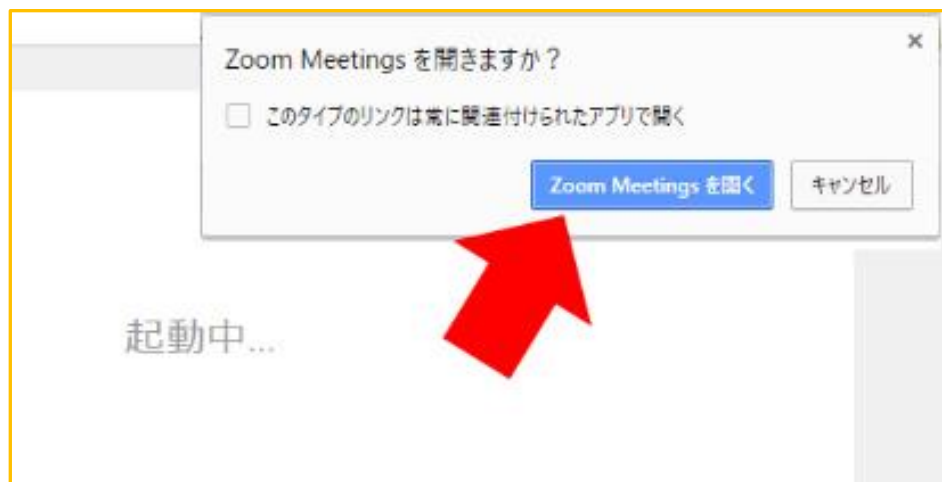 Zoom Meetings を開きますか？
このタイプのリンクは常に関連付けられたアプリで開く
Zoom Meetings を開く
キャンセル
起動中...